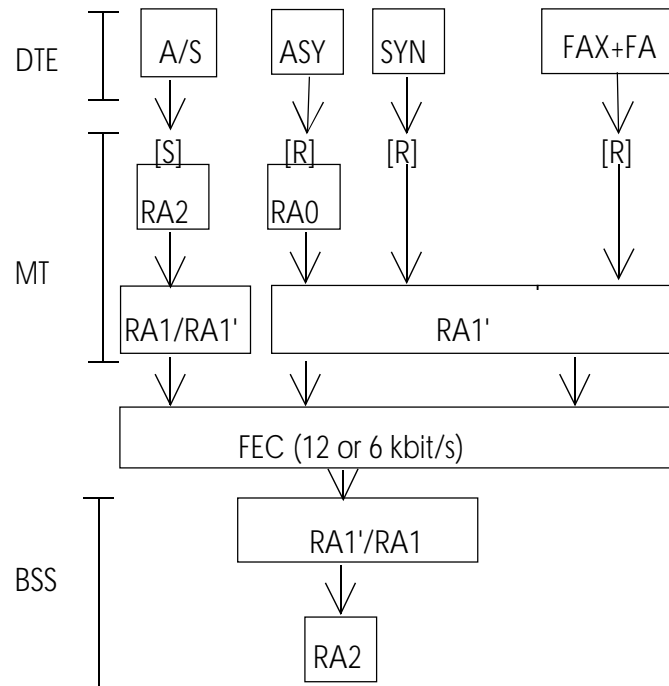 DTE A/S ASY SYN FAX+FA
[S] [R] [R] [R]
RA2 RA0
MT
RA1/RA1' RA1'
FEC (12 or 6 kbit/s)
RA1'/RA1
BSS
RA2